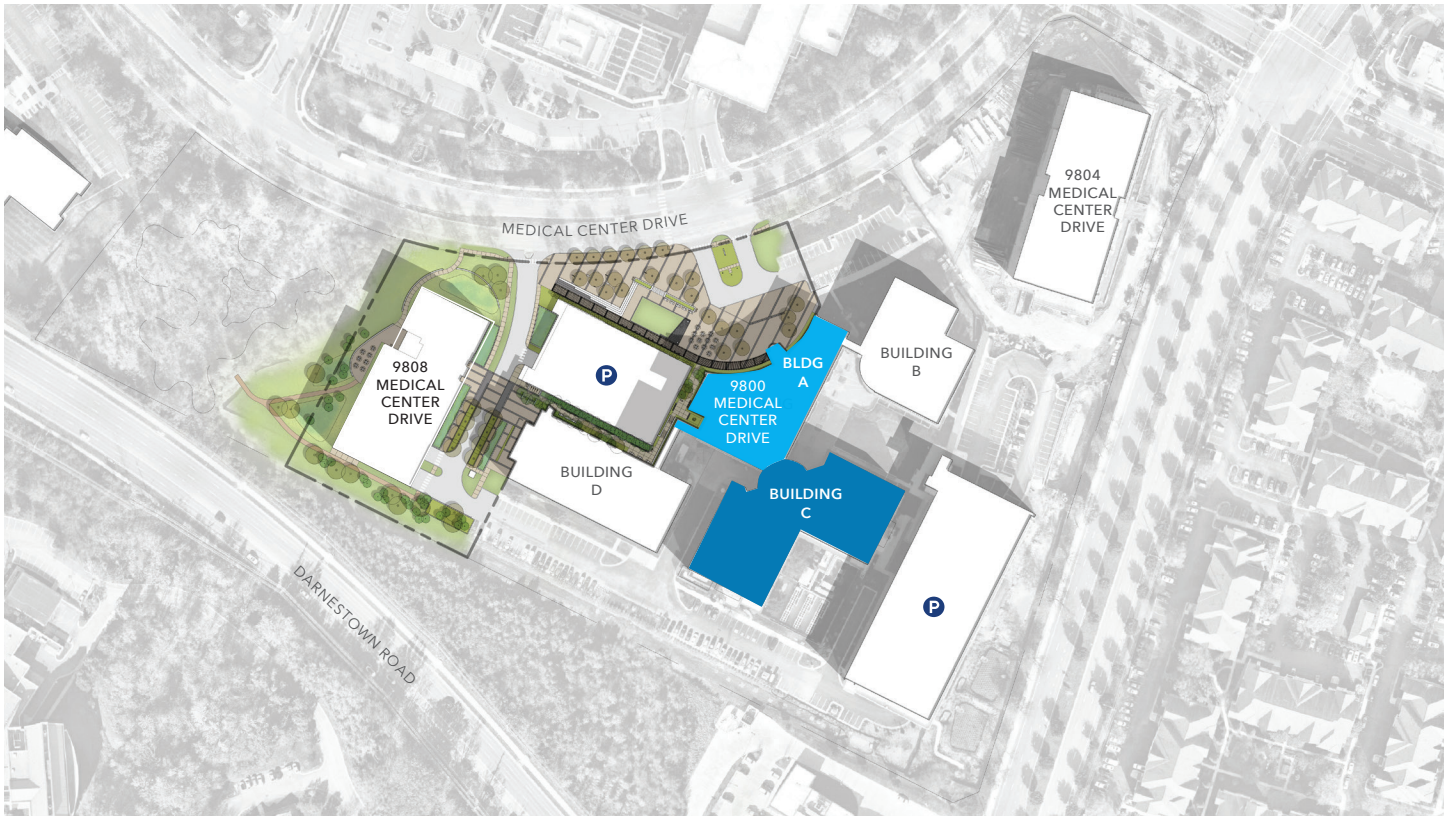 MEDICAL CENTER DRIVE
9804
MEDICAL
CENTER
DRIVE
9808
MEDICAL
CENTER
DRIVE
P
BLDG
A
9800
MEDICAL
CENTER
DRIVE
BUILDING
B
BUILDING
D
BUILDING
C
P
DARNESTOWN ROAD